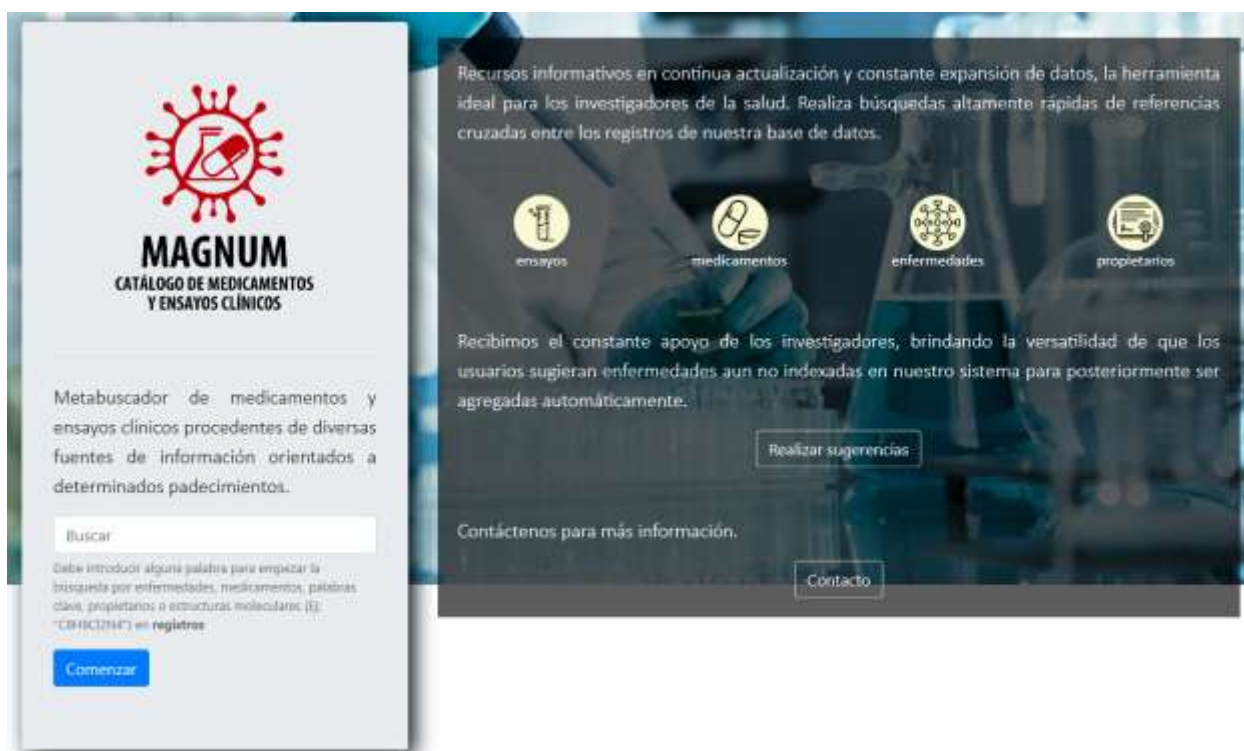 MAGNUM
CATÁLOGO DE MEDICAMENTOS
Y ENSAYOS CLÍNICOS
Metabuscador de medicamentos y
ensayos clínicos procedentes de diversas
fuentes de información orientados a
determinados padecimientos.
Buscar
Debe introducir alguna palabra para empezar la
búsqueda por enfermedades, medicamentos, palabras
clave, propietarios o estructuras moleculares (Ej:
en registros
Comenzar
Recursos informativos en continua actualización y constante expansión de datos, la herramienta
ideal para los investigadores de la salud. Realiza búsquedas altamente rápidas de referencias
cruzadas entre los registros de nuestra base de datos.
ensayos
medicamentos
enfermedades
propietarios
Recibimos el constante apoyo de los investigadores, brindando la versatilidad de que los
usuarios sugieran enfermedades aun no indexadas en nuestro sistema para posteriormente ser
agregadas automáticamente.
Realizar sugerencias
Contáctenos para más información.
Contacto